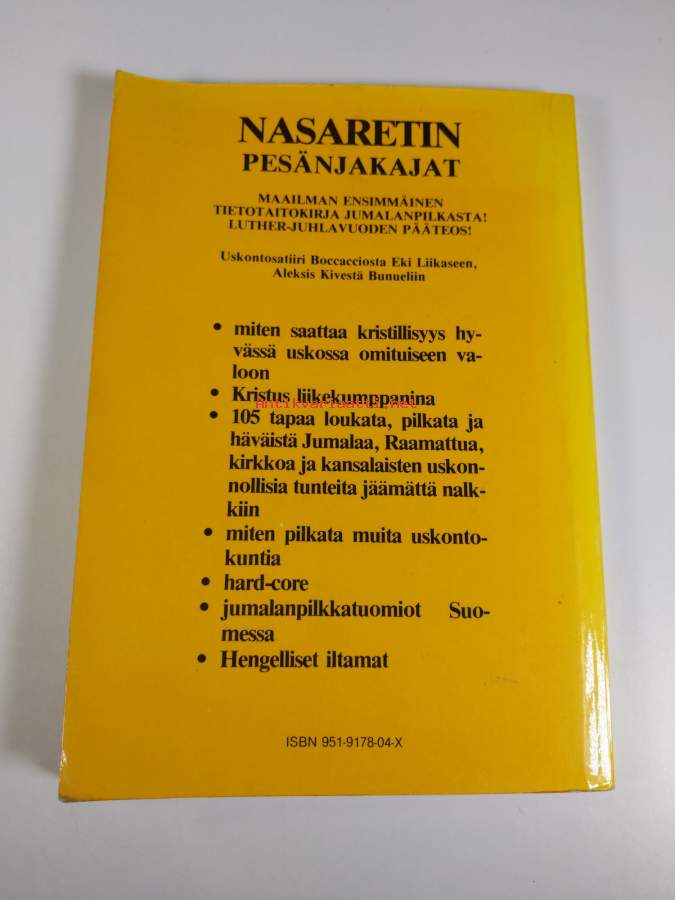 NASARETIN
PESÄNJAKAJAT
MAAILMAN ENSIMMÄINEN
TIETOTAITOKIRJA JUMALANPILKASTA!
LUTHER-JUHLAVUODEN PÄÄTEOS!
Uskontosatiiri Boccacciosta Eki Liikaseen,
Aleksis Kivestä Bunueliin
• miten saattaa kristillisyys hy-
vässä uskossa omituiseen va-
loon
• Kristus liikekumppanina
Antikvariaatti.net
• 105 tapaa loukata, pilkata ja
häväistä Jumalaa, Raamattua,
kirkkoa ja kansalaisten uskon-
nollisia tunteita jäämättä nalk-
kiin
• miten pilkata muita uskonto-
kuntia
• hard-core
• jumalanpilkkatuomiot Suo-
messa
• Hengelliset iltamat
ISBN 951-9178-04-X